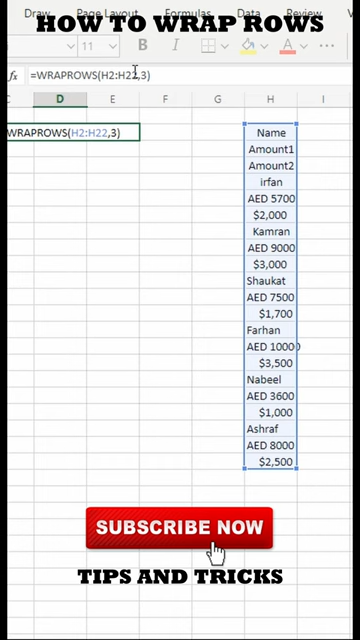 HOW TO WRAP ROWS
Draw Page Layout Formulas Data Review
11 B I
fx =WRAPROWS(H2:H22,3)
C D E F G H I
WRAPROWS(H2:H22,3)
Name
Amount1
Amount2
irfan
AED 5700
$2,000
Kamran
AED 9000
$3,000
Shaukat
AED 7500
$1,700
Farhan
AED 10000
$3,500
Nabeel
AED 3600
$1,000
Ashraf
AED 8000
$2,500
SUBSCRIBE NOW
TIPS AND TRICKS